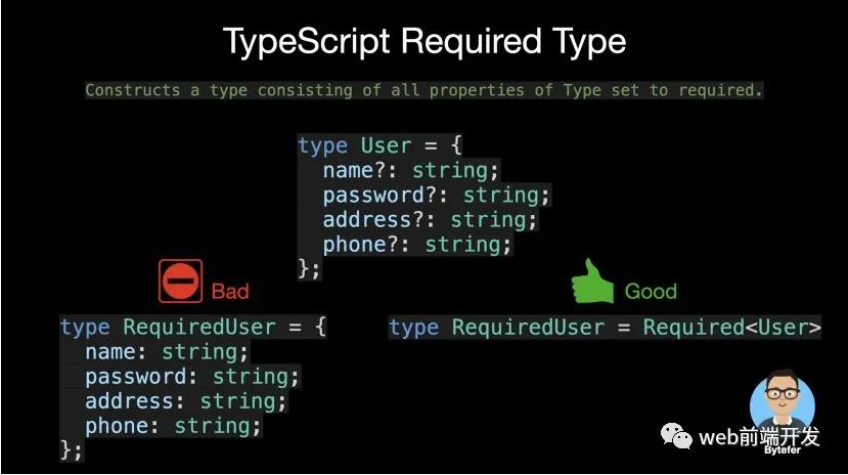 TypeScript Required Type
Constructs a type consisting of all properties of Type set to required.
type User = {
  name?: string;
  password?: string;
  address?: string;
  phone?: string;
};
Bad
Good
type RequiredUser = {
  name: string;
  password: string;
  address: string;
  phone: string;
};
type RequiredUser = Required<User>
web前端开发
Bytefer